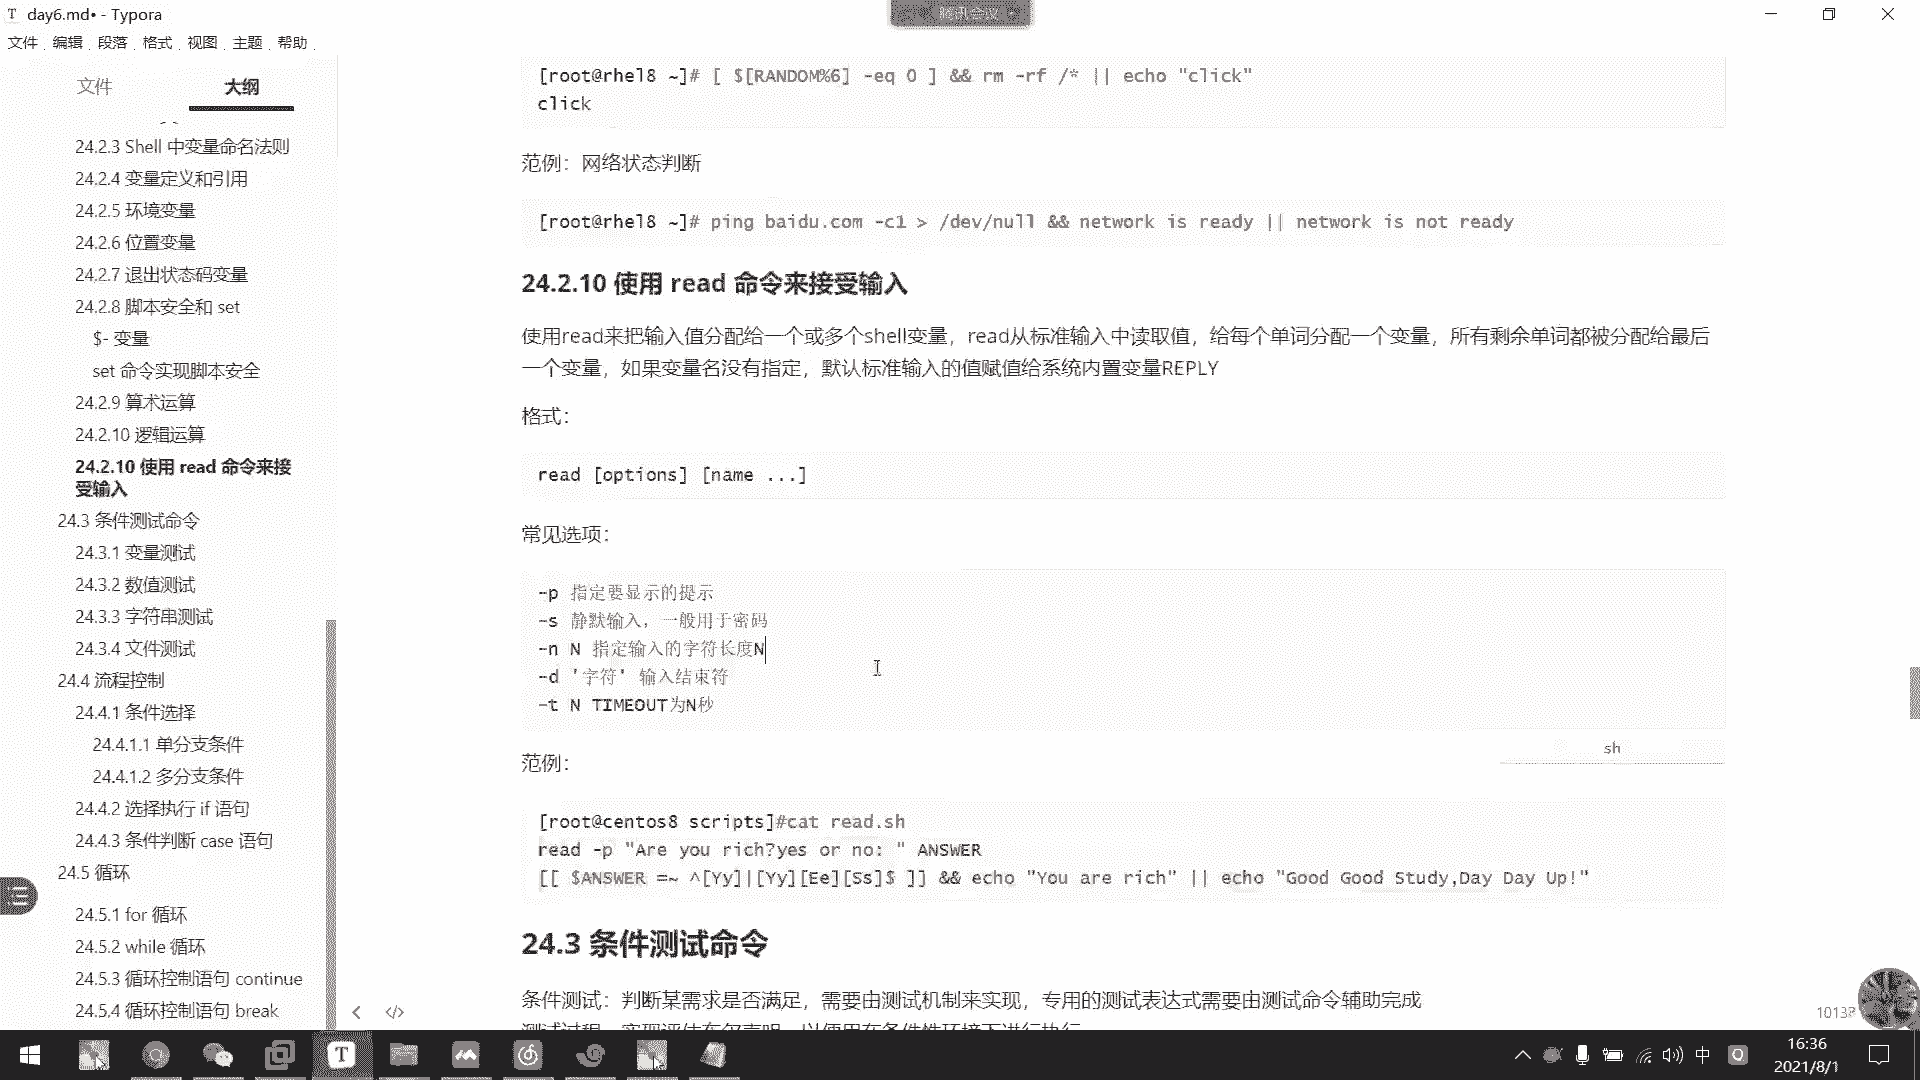 day6.md• - Typora
腾讯会议
文件 编辑 段落 格式 视图 主题 帮助
文件 大纲
24.2.3 Shell 中变量命名法则
24.2.4 变量定义和引用
24.2.5 环境变量
24.2.6 位置变量
24.2.7 退出状态码变量
24.2.8 脚本安全和 set
$- 变量
set 命令实现脚本安全
24.2.9 算术运算
24.2.10 逻辑运算
24.2.10 使用 read 命令来接
受输入
24.3 条件测试命令
24.3.1 变量测试
24.3.2 数值测试
24.3.3 字符串测试
24.3.4 文件测试
24.4 流程控制
24.4.1 条件选择
24.4.1.1 单分支条件
24.4.1.2 多分支条件
24.4.2 选择执行 if 语句
24.4.3 条件判断 case 语句
24.5 循环
24.5.1 for 循环
24.5.2 while 循环
24.5.3 循环控制语句 continue
24.5.4 循环控制语句 break
[root@rhel8 ~]# [ $[RANDOM%6] -eq 0 ] && rm -rf /* || echo "click"
click
范例：网络状态判断
[root@rhel8 ~]# ping baidu.com -c1 > /dev/null && network is ready || network is not ready
24.2.10 使用 read 命令来接受输入
使用read来把输入值分配给一个或多个shell变量，read从标准输入中读取值，给每个单词分配一个变量，所有剩余单词都被分配给最后
一个变量，如果变量名没有指定，默认标准输入的值赋值给系统内置变量REPLY
格式：
read [options] [name ...]
常见选项：
-p 指定要显示的提示
-s 静默输入，一般用于密码
-n N 指定输入的字符长度N
-d '字符' 输入结束符
-t N TIMEOUT为N秒
sh
范例：
[root@centos8 scripts]#cat read.sh
read -p "Are you rich?yes or no: " ANSWER
[[ $ANSWER =~ ^[Yy]|[Yy][Ee][Ss]$ ]] && echo "You are rich" || echo "Good Good Study,Day Day Up!"
24.3 条件测试命令
条件测试：判断某需求是否满足，需要由测试机制来实现，专用的测试表达式需要由测试命令辅助完成
中
16:36
2021/8/1